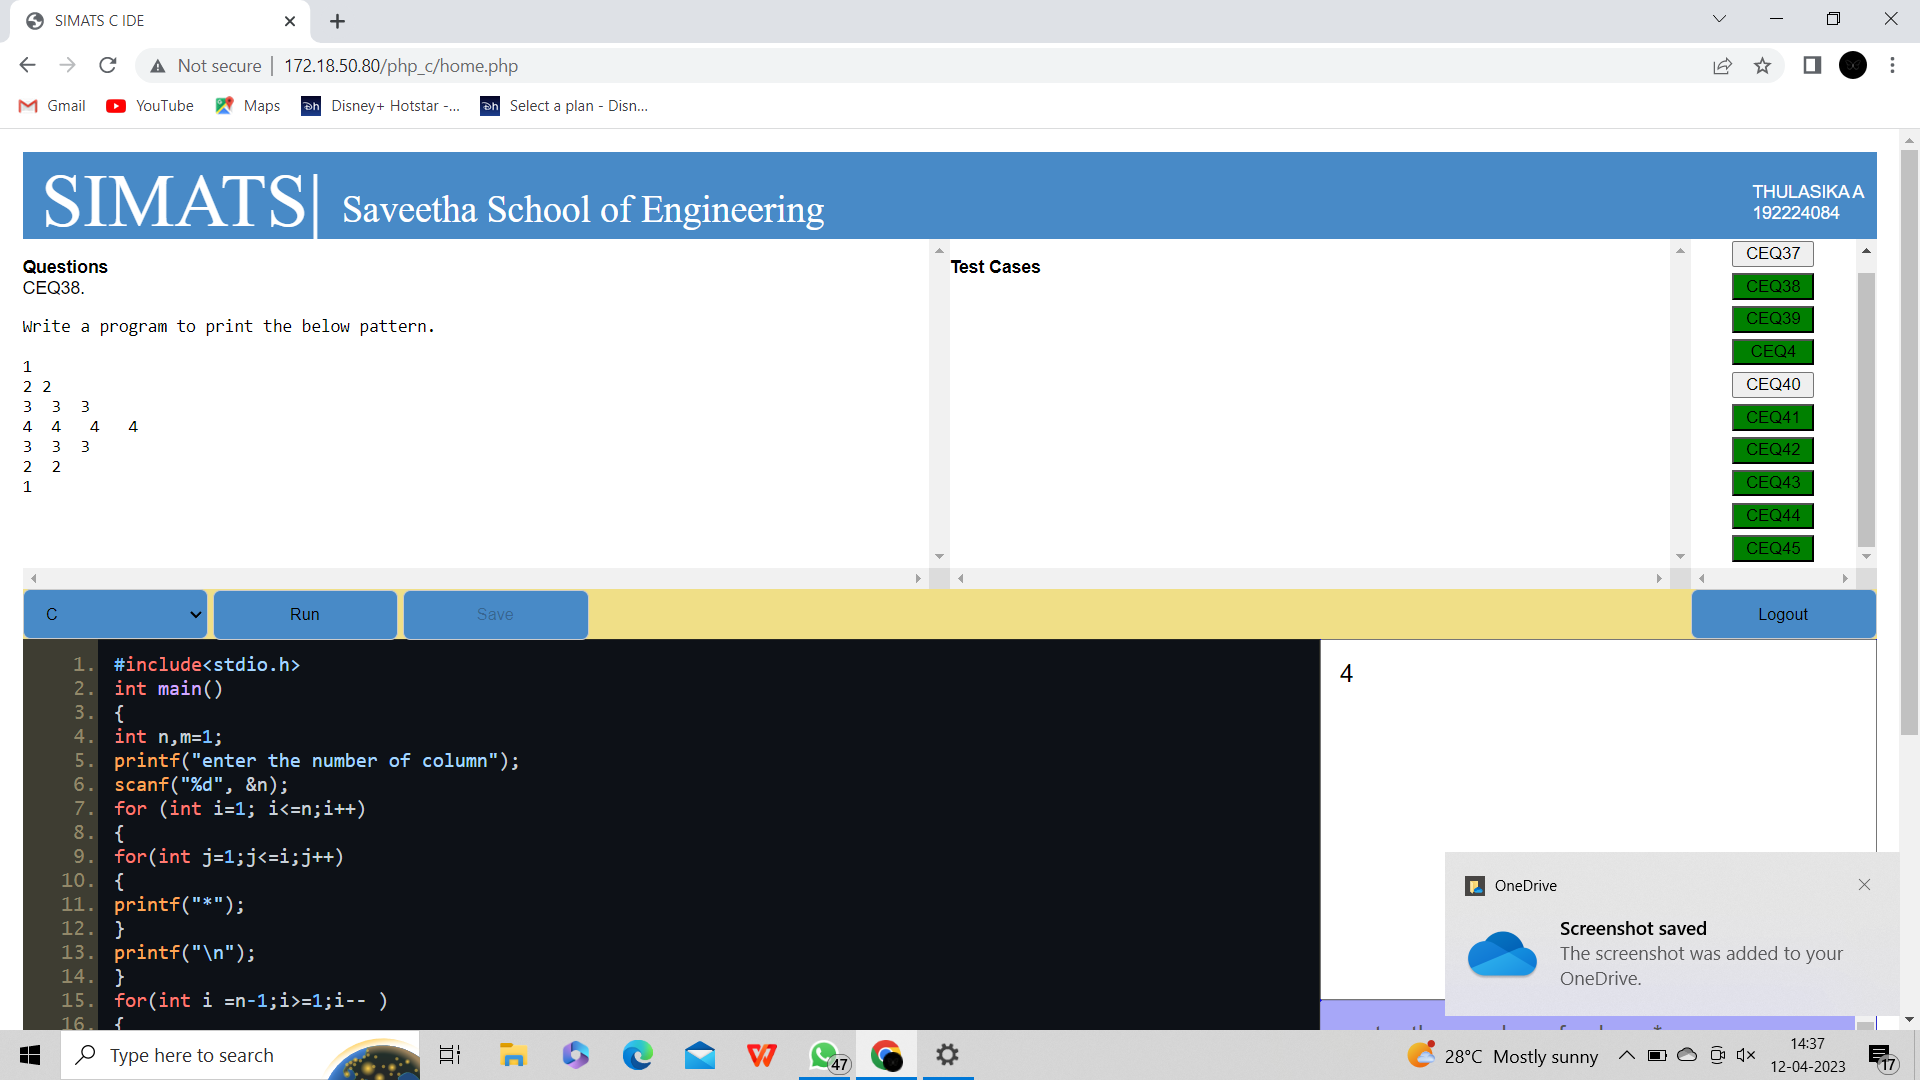 SIMATS C IDE
Not secure | 172.18.50.80/php_c/home.php
Gmail YouTube Maps Disney+ Hotstar -... Select a plan - Disn...
SIMATS| Saveetha School of Engineering
THULASIKA A
192224084
Questions
CEQ38.
Write a program to print the below pattern.
1
2 2
3  3  3
4  4   4   4
3  3  3
2  2
1
Test Cases
CEQ37
CEQ38
CEQ39
CEQ4
CEQ40
CEQ41
CEQ42
CEQ43
CEQ44
CEQ45
C Run Save Logout
1. #include<stdio.h>
2. int main()
3. {
4. int n,m=1;
5. printf("enter the number of column");
6. scanf("%d", &n);
7. for (int i=1; i<=n;i++)
8. {
9. for(int j=1;j<=i;j++)
10. {
11. printf("*");
12. }
13. printf("\n");
14. }
15. for(int i =n-1;i>=1;i-- )
16. {
4
OneDrive
Screenshot saved
The screenshot was added to your
OneDrive.
Type here to search
47
28°C Mostly sunny
14:37
12-04-2023
17